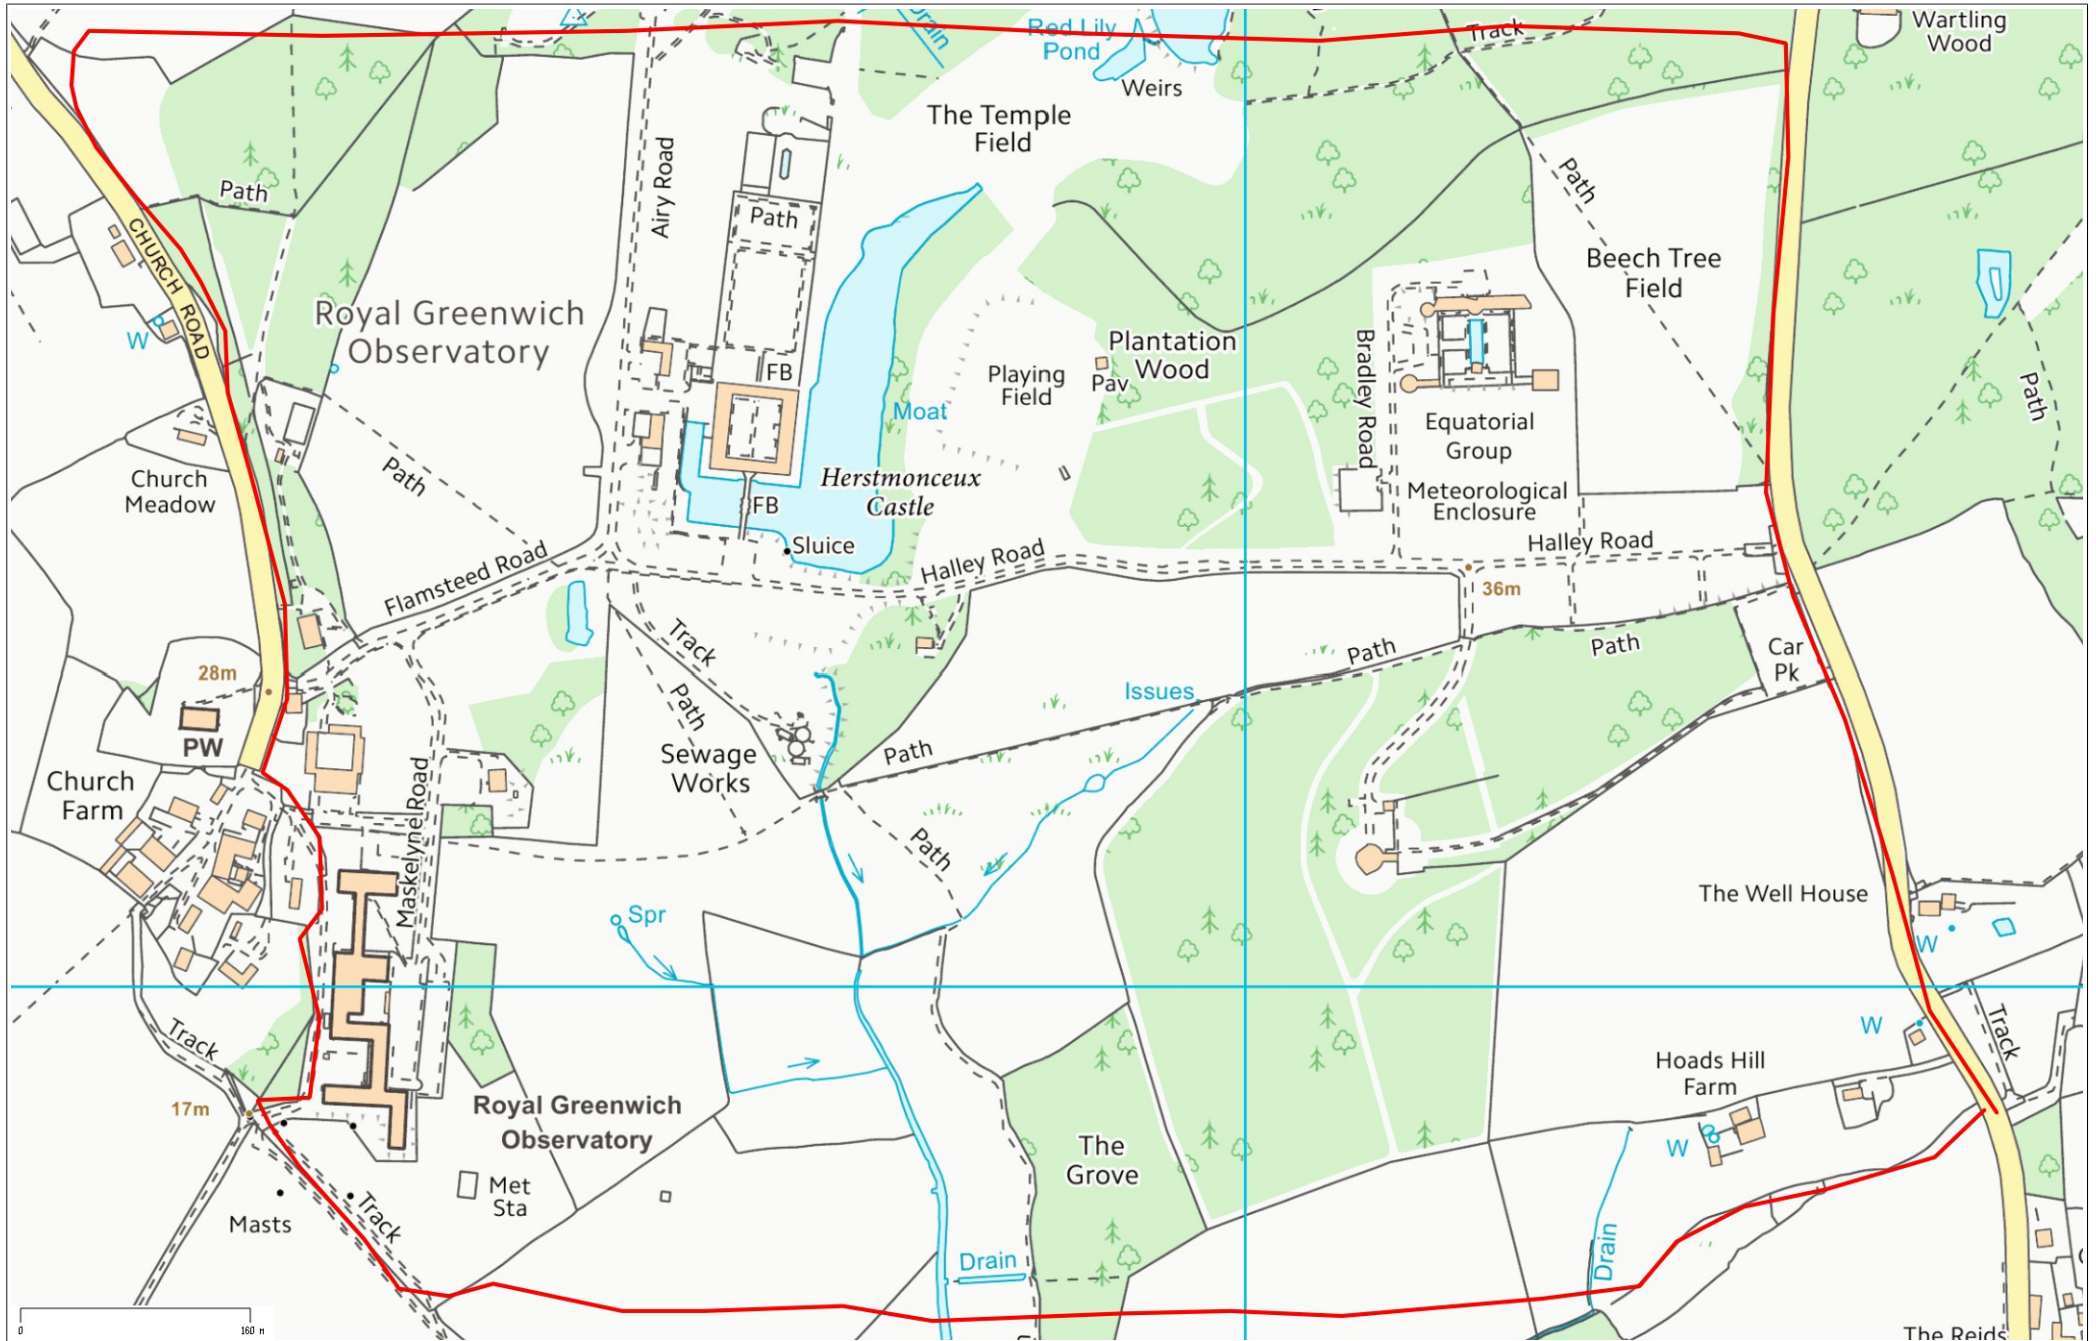 Drain
Red Lily
Pond
Track
Wartling
Wood
Weirs
The Temple
Field
Airy Road
Path
Path
Path
CHURCH ROAD
Royal Greenwich
Observatory
W
Beech Tree
Field
Plantation
Wood
Pav
Playing
Field
FB
Moat
Bradley Road
Path
Equatorial
Group
Church
Meadow
Path
Herstmonceux
Castle
FB
Meteorological
Enclosure
Sluice
Halley Road
Halley Road
Flamsteed Road
36m
Track
Path
Path
Car
Pk
28m
Path
Issues
PW
Sewage
Works
Path
Church
Farm
Maskelyne Road
Path
The Well House
Spr
W
Track
Track
W
Hoads Hill
Farm
17m
Royal Greenwich
Observatory
The
Grove
W
Met
Sta
Masts
Track
Drain
Drain
0 160 M
The Reids